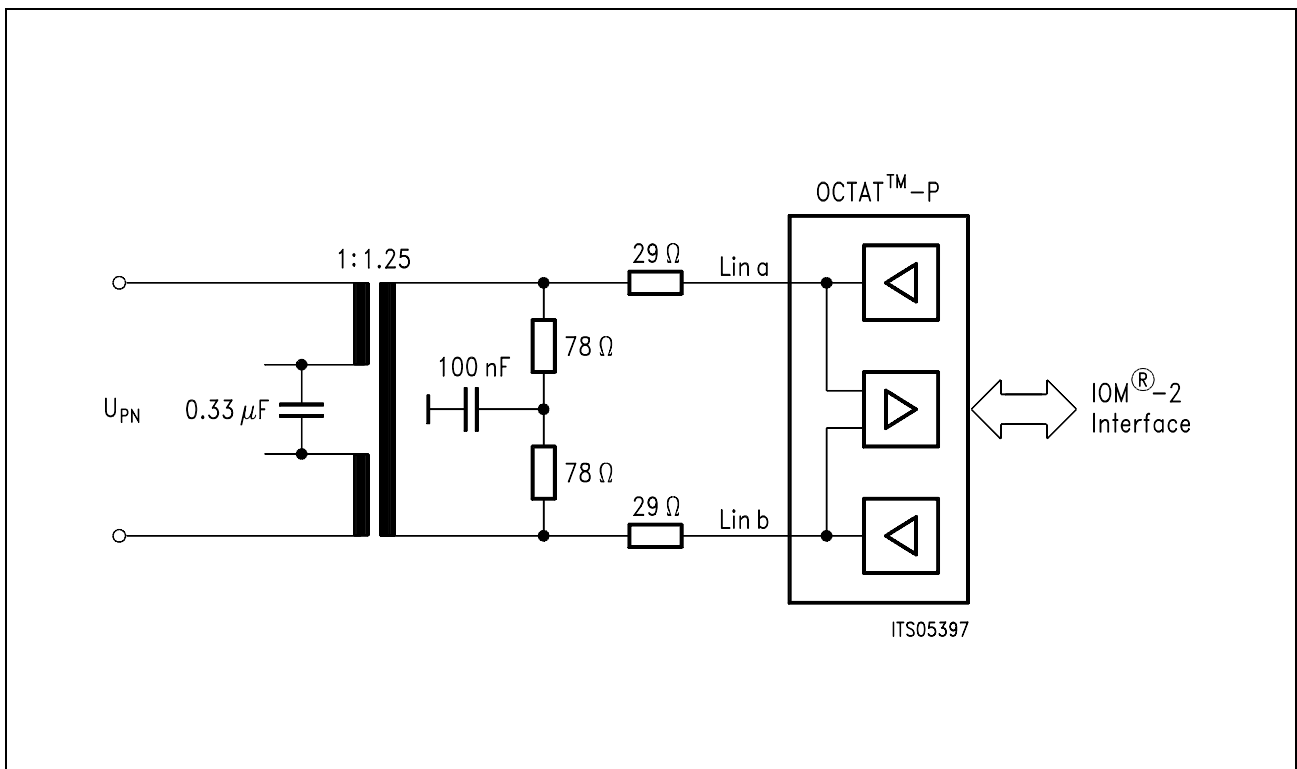 OCTAT™-P
1:1.25
29 Ω
Lin a
78 Ω
100 nF
U_PN
0.33 μF
IOM®-2
Interface
78 Ω
29 Ω
Lin b
ITS05397